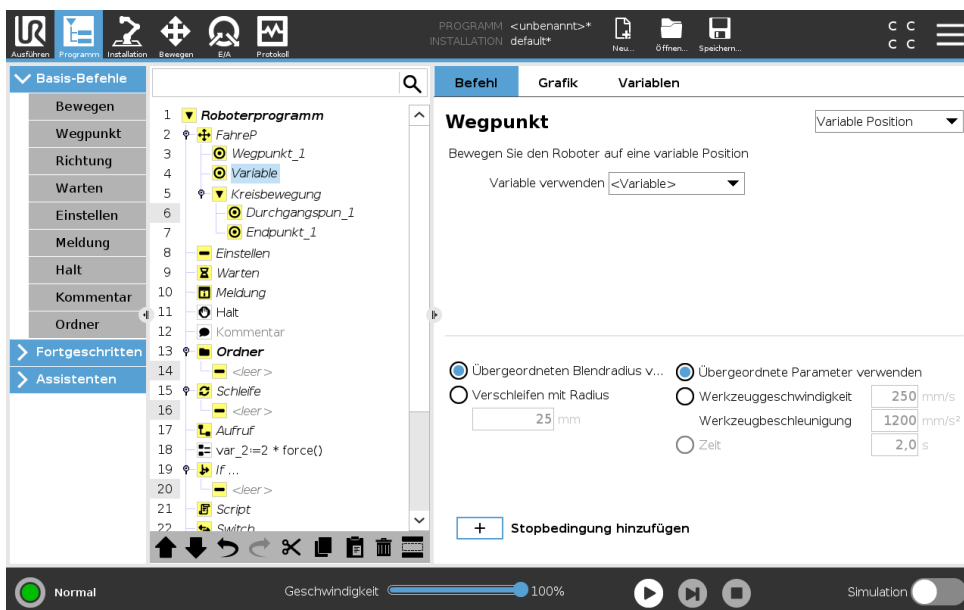 UR
PROGRAMM <unbenannt>*
INSTALLATION default*
Ausführen Programm Installation Bewegen E/A Protokoll
Neu... Öffnen... Speichern...
C C
C C
Basis-Befehle
Bewegen
Wegpunkt
Richtung
Warten
Einstellen
Meldung
Halt
Kommentar
Ordner
Fortgeschritten
Assistenten
1 Roboterprogramm
2 FahreP
3 Wegpunkt_1
4 Variable
5 Kreisbewegung
6 Durchgangspun_1
7 Endpunkt_1
8 Einstellen
9 Warten
10 Meldung
11 Halt
12 Kommentar
13 Ordner
14 <leer>
15 Schleife
16 <leer>
17 Aufruf
18 var_2:=2 * force()
19 If ...
20 <leer>
21 Script
22 Switch
Befehl Grafik Variablen
Wegpunkt
Variable Position
Bewegen Sie den Roboter auf eine variable Position
Variable verwenden <Variable>
Übergeordneten Blendradius v...
Verschleifen mit Radius
25 mm
Übergeordnete Parameter verwenden
Werkzeuggeschwindigkeit 250 mm/s
Werkzeugbeschleunigung 1200 mm/s²
Zeit 2,0 s
+ Stopbedingung hinzufügen
Normal
Geschwindigkeit 100%
Simulation